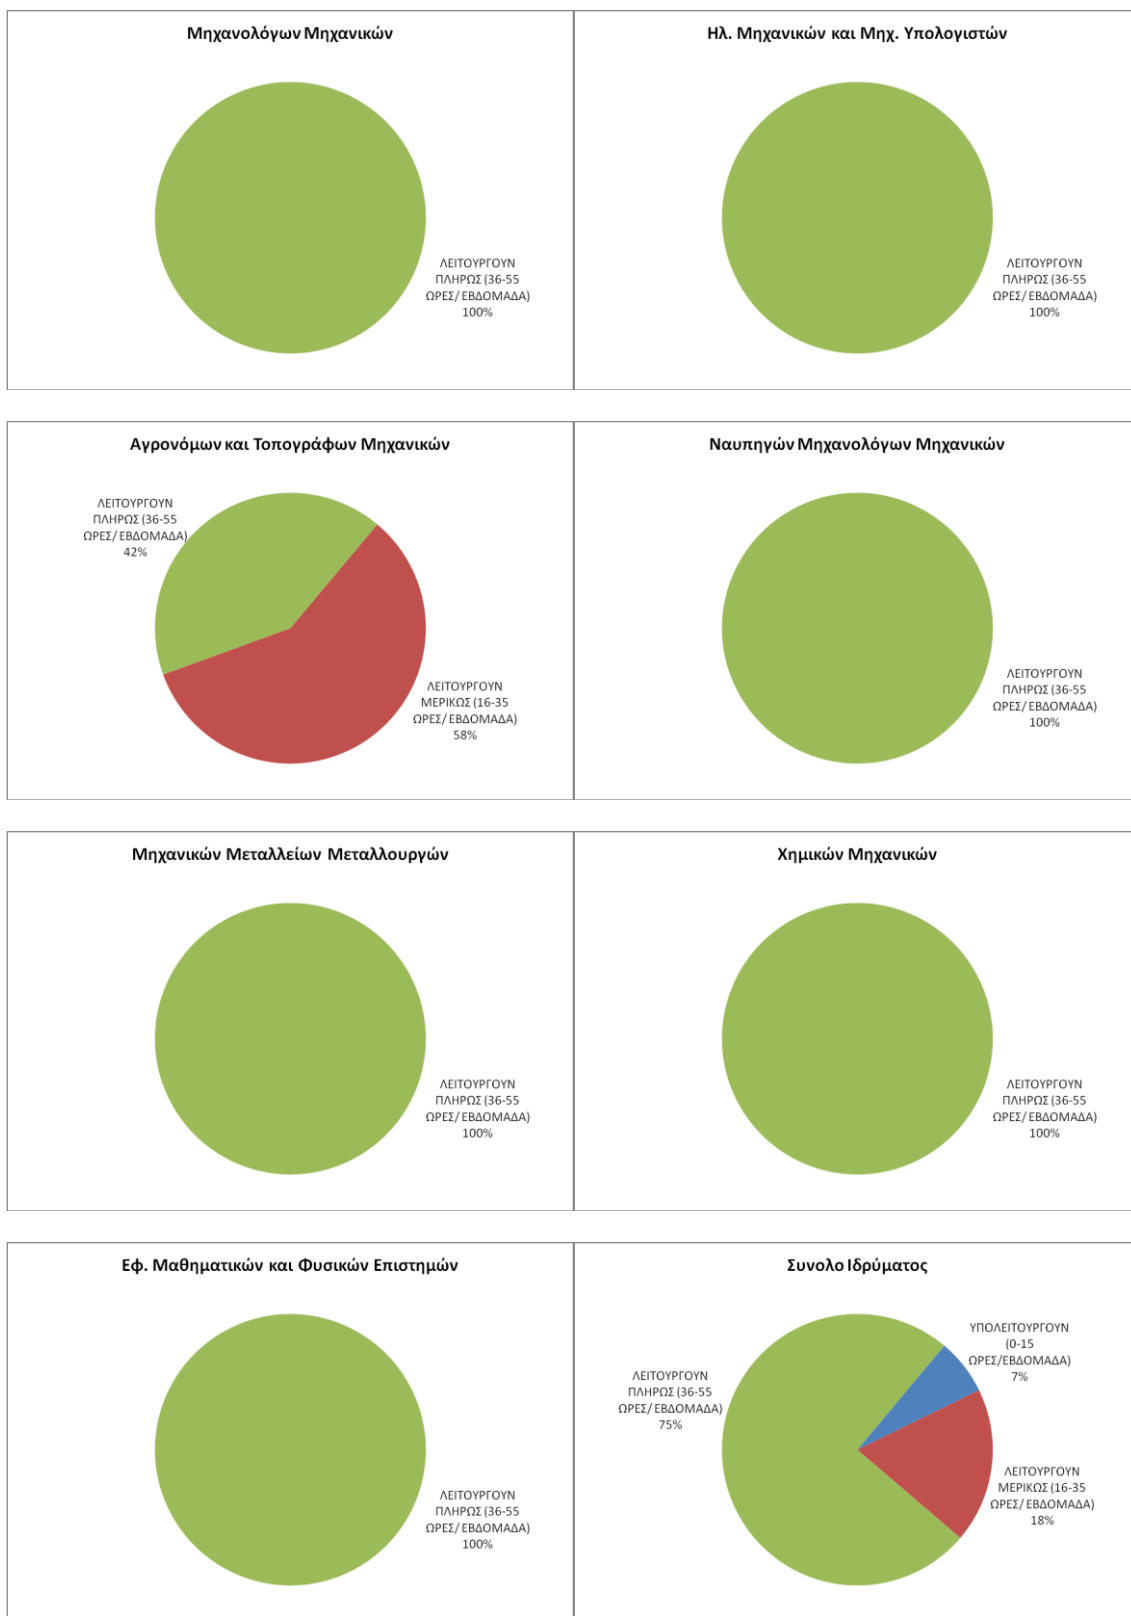 Μηχανολόγων Μηχανικών
ΛΕΙΤΟΥΡΓΟΥΝ
ΠΛΗΡΩΣ (36-55
ΩΡΕΣ/ ΕΒΔΟΜΑΔΑ)
100%
Ηλ. Μηχανικών και Μηχ. Υπολογιστών
ΛΕΙΤΟΥΡΓΟΥΝ
ΠΛΗΡΩΣ (36-55
ΩΡΕΣ/ ΕΒΔΟΜΑΔΑ)
100%
Αγρονόμων και Τοπογράφων Μηχανικών
ΛΕΙΤΟΥΡΓΟΥΝ
ΠΛΗΡΩΣ (36-55
ΩΡΕΣ/ ΕΒΔΟΜΑΔΑ)
42%
ΛΕΙΤΟΥΡΓΟΥΝ
ΜΕΡΙΚΩΣ (16-35
ΩΡΕΣ/ ΕΒΔΟΜΑΔΑ)
58%
Ναυπηγών Μηχανολόγων Μηχανικών
ΛΕΙΤΟΥΡΓΟΥΝ
ΠΛΗΡΩΣ (36-55
ΩΡΕΣ/ ΕΒΔΟΜΑΔΑ)
100%
Μηχανικών Μεταλλείων Μεταλλουργών
ΛΕΙΤΟΥΡΓΟΥΝ
ΠΛΗΡΩΣ (36-55
ΩΡΕΣ/ ΕΒΔΟΜΑΔΑ)
100%
Χημικών Μηχανικών
ΛΕΙΤΟΥΡΓΟΥΝ
ΠΛΗΡΩΣ (36-55
ΩΡΕΣ/ ΕΒΔΟΜΑΔΑ)
100%
Εφ. Μαθηματικών και Φυσικών Επιστημών
ΛΕΙΤΟΥΡΓΟΥΝ
ΠΛΗΡΩΣ (36-55
ΩΡΕΣ/ ΕΒΔΟΜΑΔΑ)
100%
Συνολο Ιδρύματος
ΥΠΟΛΕΙΤΟΥΡΓΟΥΝ
(0-15
ΩΡΕΣ/ΕΒΔΟΜΑΔΑ)
7%
ΛΕΙΤΟΥΡΓΟΥΝ
ΠΛΗΡΩΣ (36-55
ΩΡΕΣ/ ΕΒΔΟΜΑΔΑ)
75%
ΛΕΙΤΟΥΡΓΟΥΝ
ΜΕΡΙΚΩΣ (16-35
ΩΡΕΣ/ ΕΒΔΟΜΑΔΑ)
18%